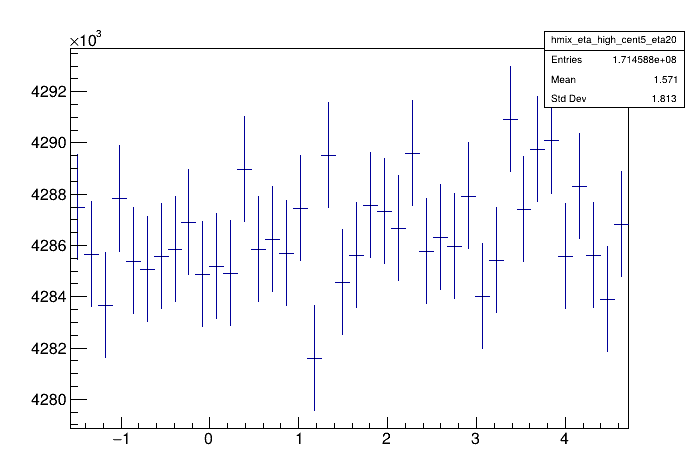 ×10³
hmix_eta_high_cent5_eta20
Entries 1.714588e+08
Mean 1.571
Std Dev 1.813
4292
4290
4288
4286
4284
4282
4280
−1 0 1 2 3 4